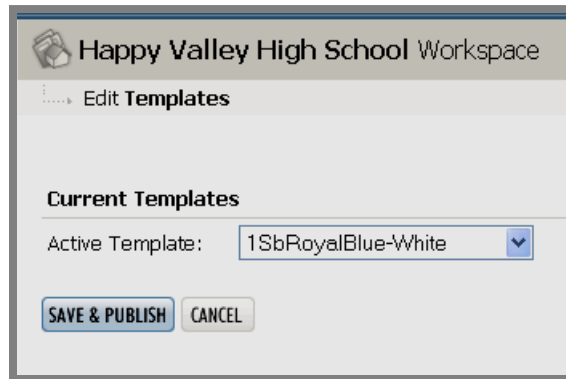 Happy Valley High School Workspace
Edit Templates
Current Templates
Active Template: 1SbRoyalBlue-White
SAVE & PUBLISH CANCEL